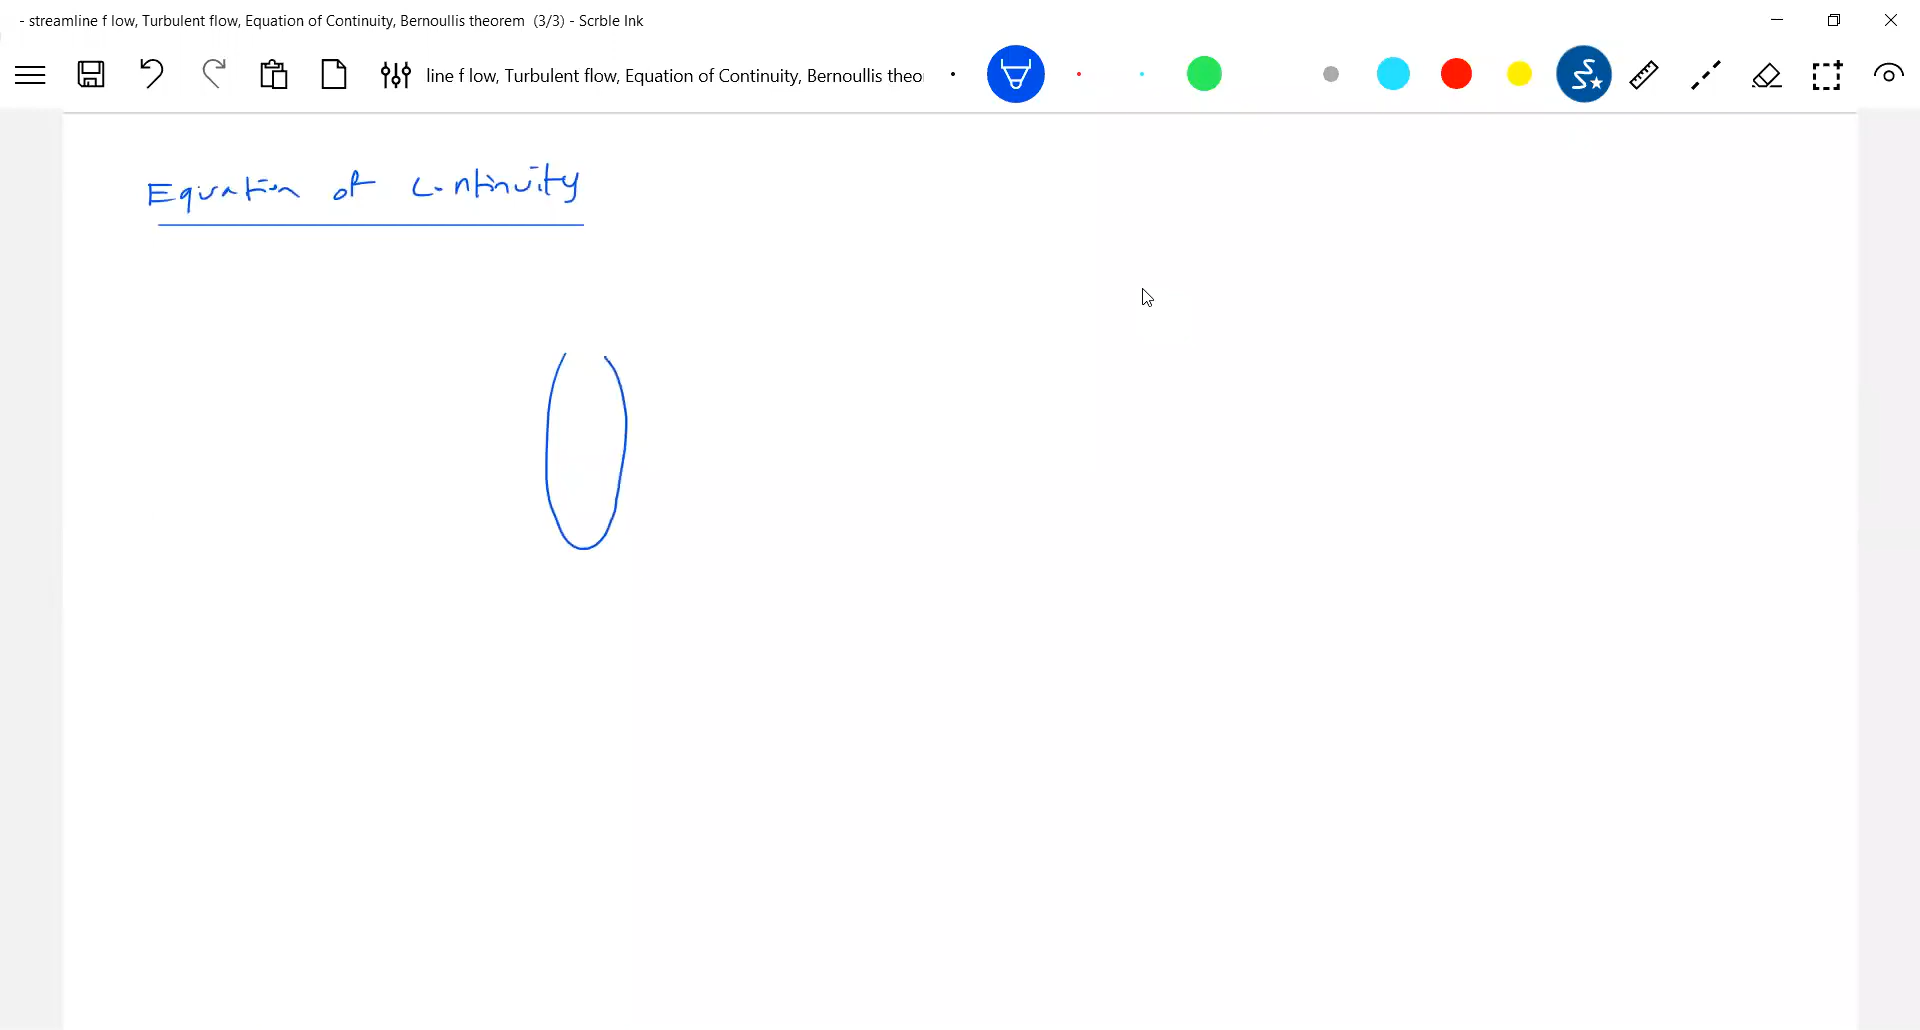 - streamline f low, Turbulent flow, Equation of Continuity, Bernoullis theorem (3/3) - Scrble Ink
line f low, Turbulent flow, Equation of Continuity, Bernoullis theo
Equation of Continuity